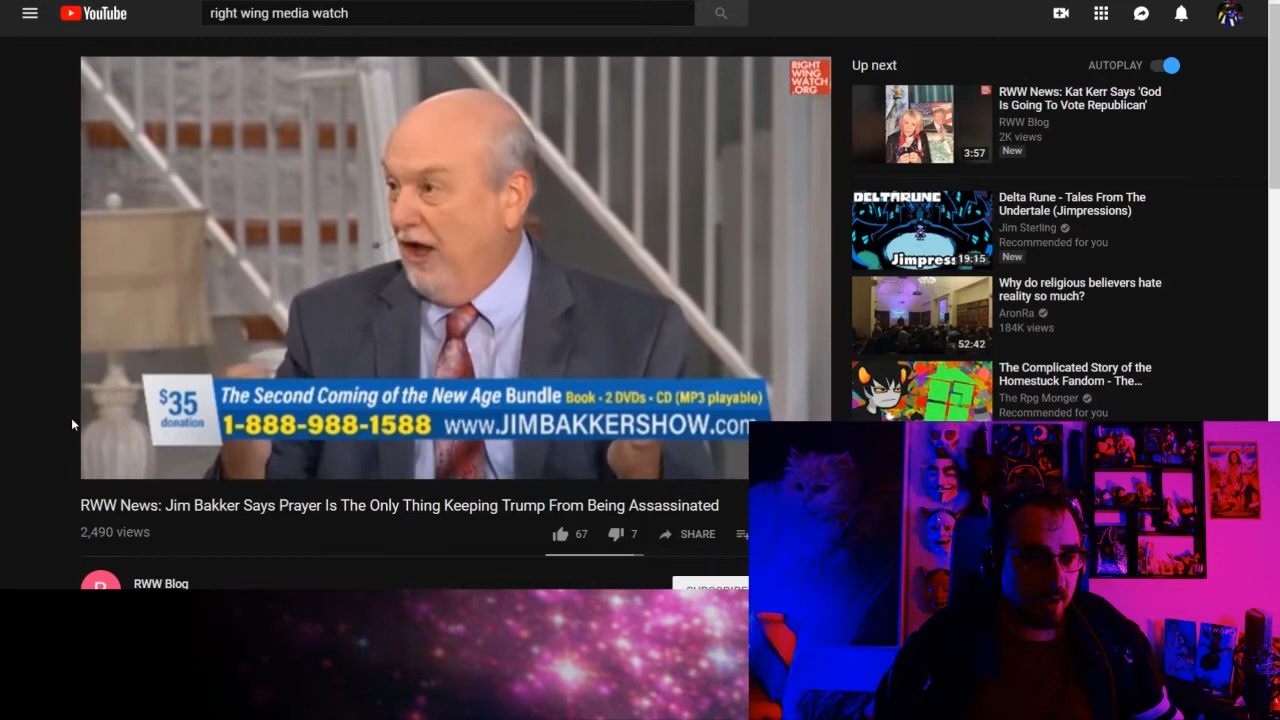 YouTube
right wing media watch
RIGHT
WING
WATCH
.ORG
$35
donation
The Second Coming of the New Age Bundle Book • 2 DVDs • CD (MP3 playable)
1-888-988-1588 www.JIMBAKKERSHOW.com
RWW News: Jim Bakker Says Prayer Is The Only Thing Keeping Trump From Being Assassinated
2,490 views
67
7
SHARE
R
RWW Blog
SUBSCRIBE
Up next
AUTOPLAY
RWW News: Kat Kerr Says 'God
Is Going To Vote Republican'
RWW Blog
2K views
New
3:57
DELTARUNE
Jimpress
19:15
Delta Rune - Tales From The
Undertale (Jimpressions)
Jim Sterling
Recommended for you
New
Why do religious believers hate
reality so much?
AronRa
184K views
52:42
The Complicated Story of the
Homestuck Fandom - The...
The Rpg Monger
Recommended for you